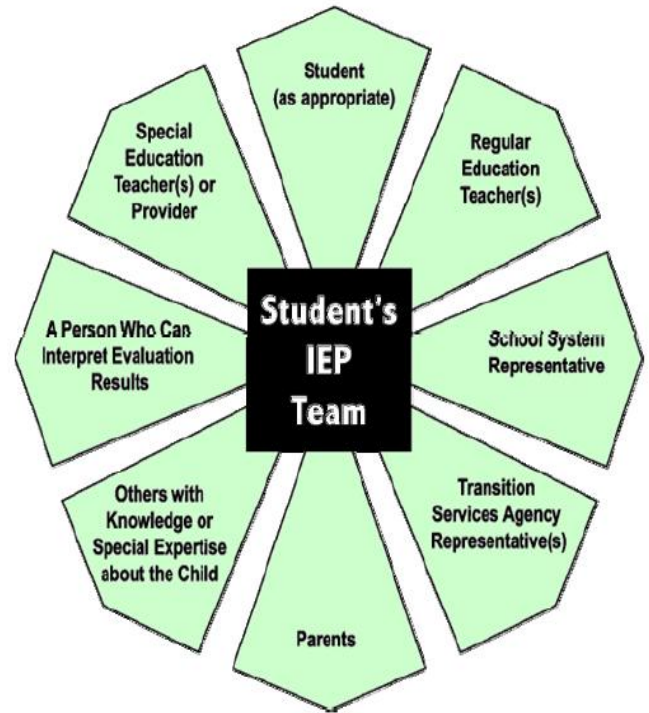 Student
(as appropriate)
Regular
Education
Teacher(s)
School System
Representative
Transition
Services Agency
Representative(s)
Parents
Others with
Knowledge or
Special Expertise
about the Child
A Person Who Can
Interpret Evaluation
Results
Special
Education
Teacher(s) or
Provider
Student's
IEP
Team